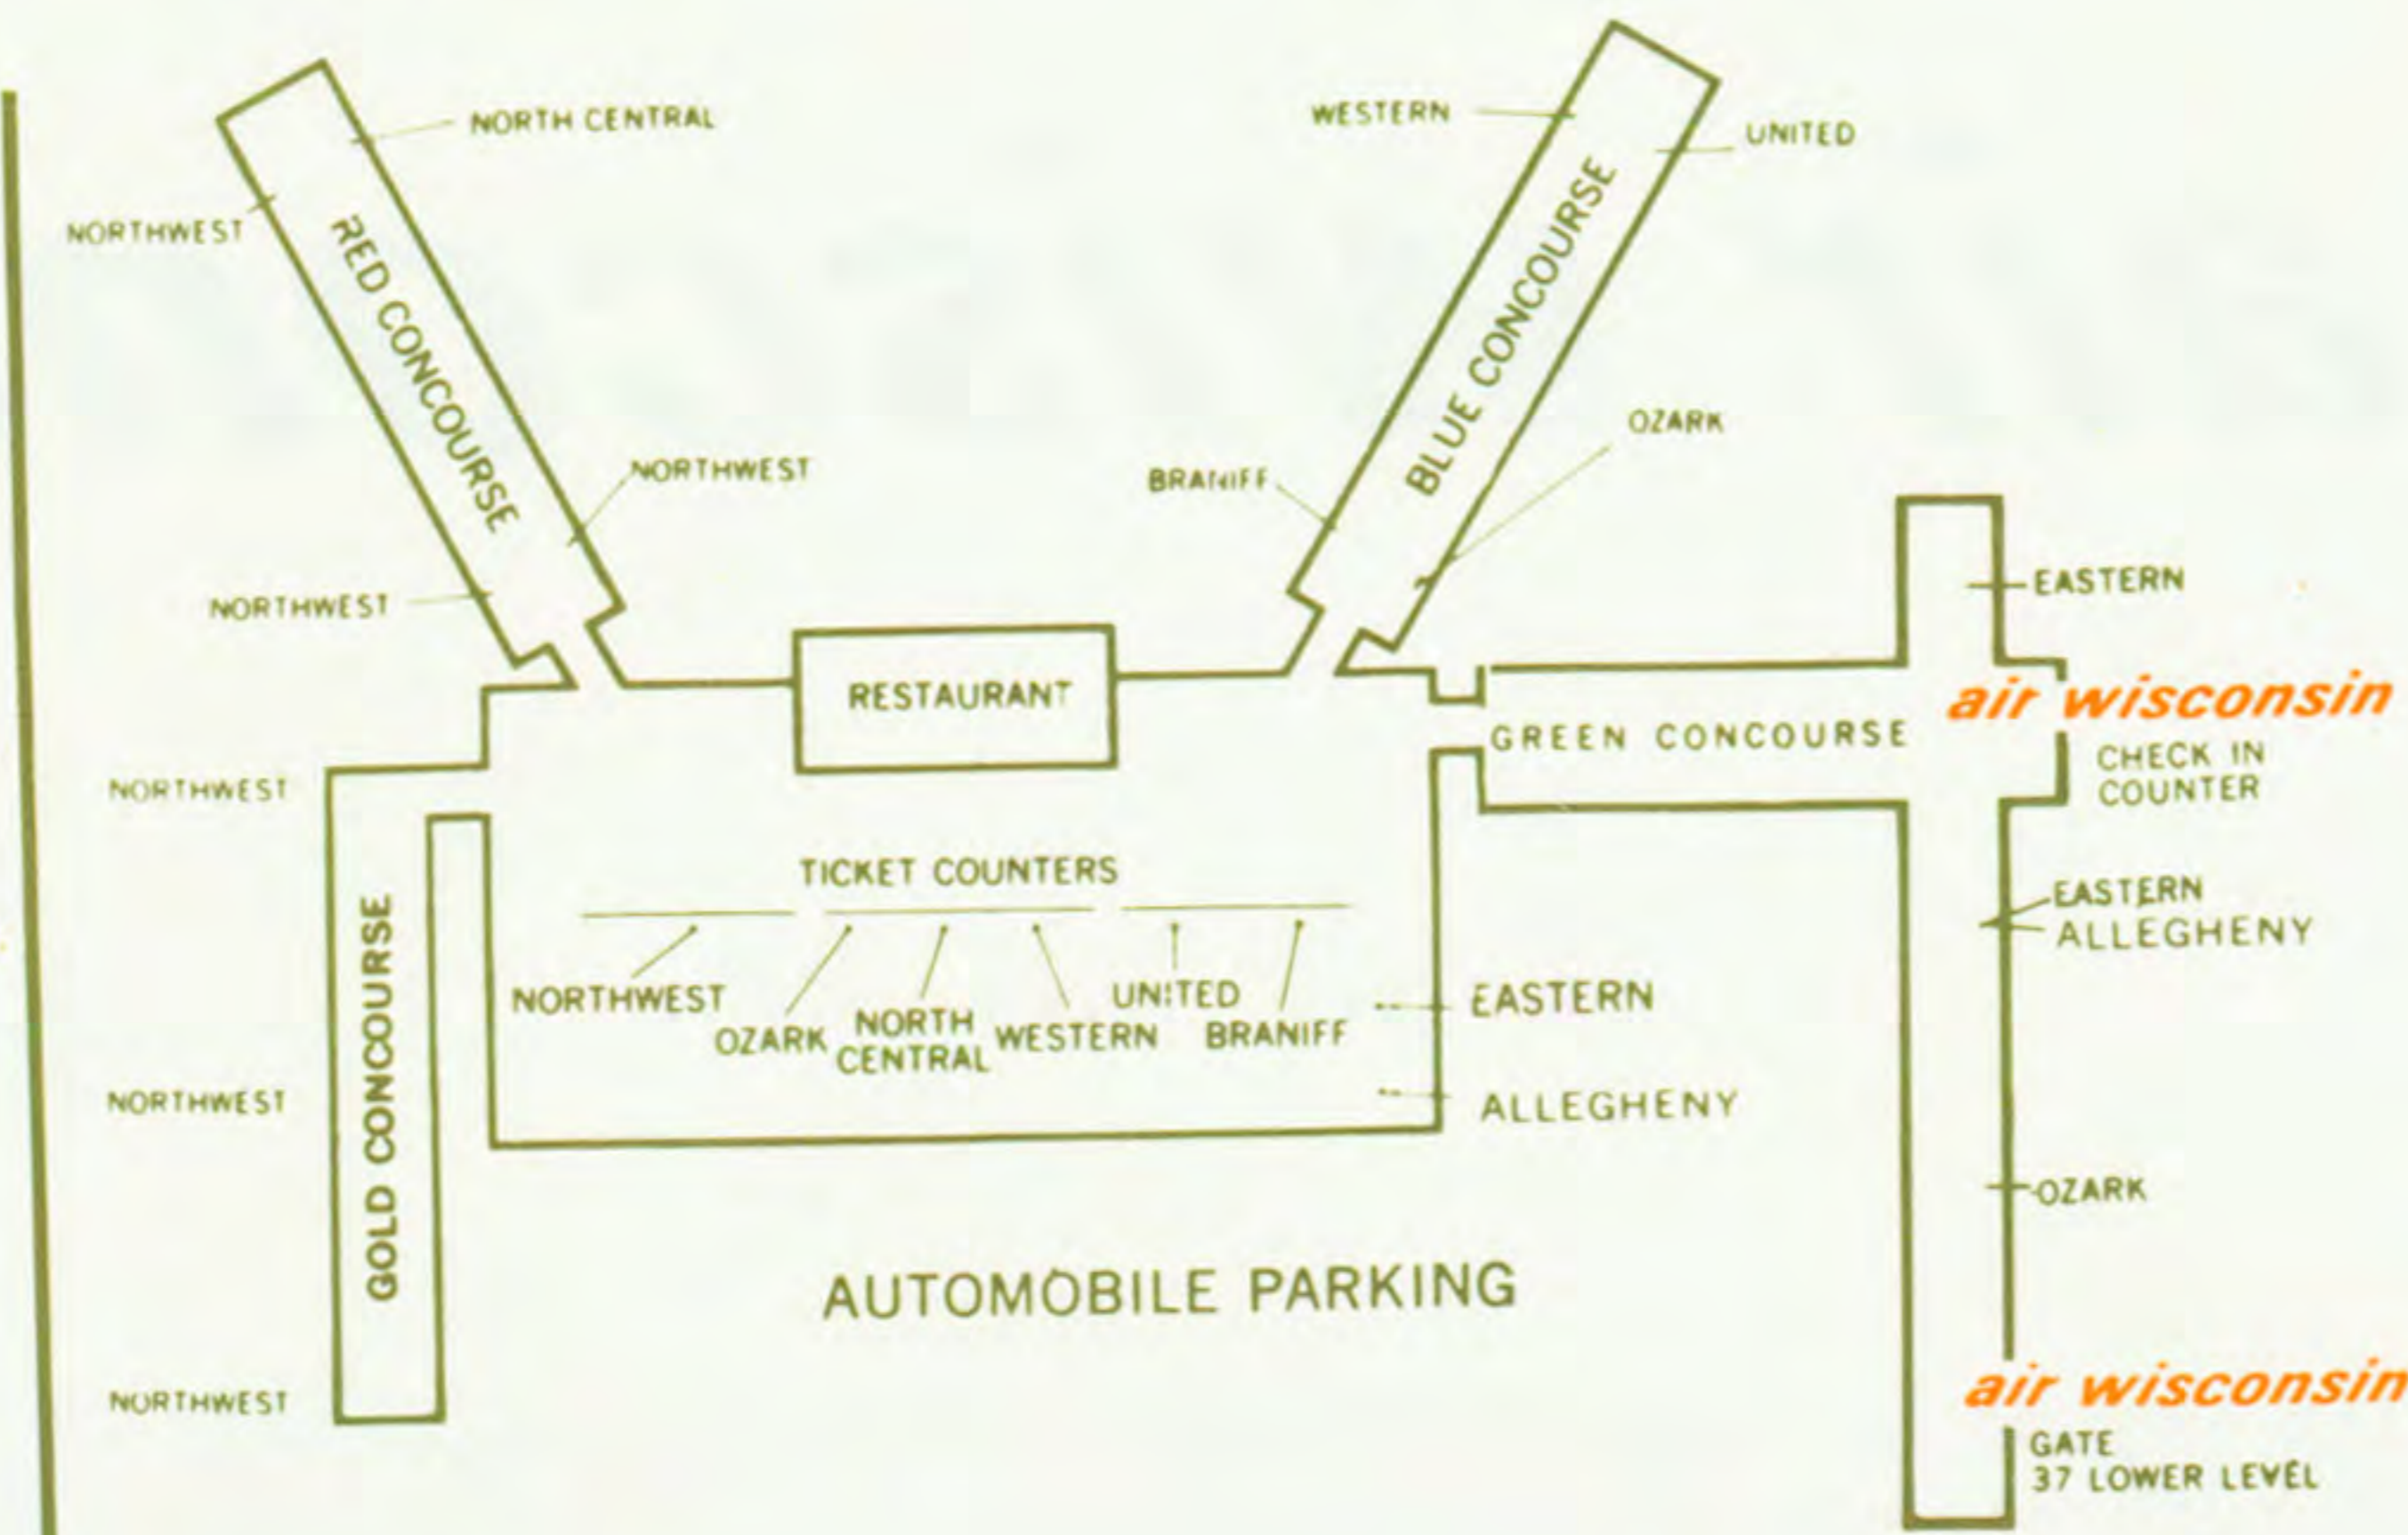 NORTH CENTRAL
WESTERN
UNITED
NORTHWEST
RED CONCOURSE
BLUE CONCOURSE
OZARK
NORTHWEST
BRANIFF
NORTHWEST
EASTERN
RESTAURANT
air wisconsin
GREEN CONCOURSE
CHECK IN
COUNTER
NORTHWEST
TICKET COUNTERS
EASTERN
ALLEGHENY
GOLD CONCOURSE
NORTHWEST
OZARK
NORTH
CENTRAL
WESTERN
UNITED
BRANIFF
EASTERN
ALLEGHENY
NORTHWEST
OZARK
AUTOMOBILE PARKING
NORTHWEST
air wisconsin
GATE
37 LOWER LEVEL